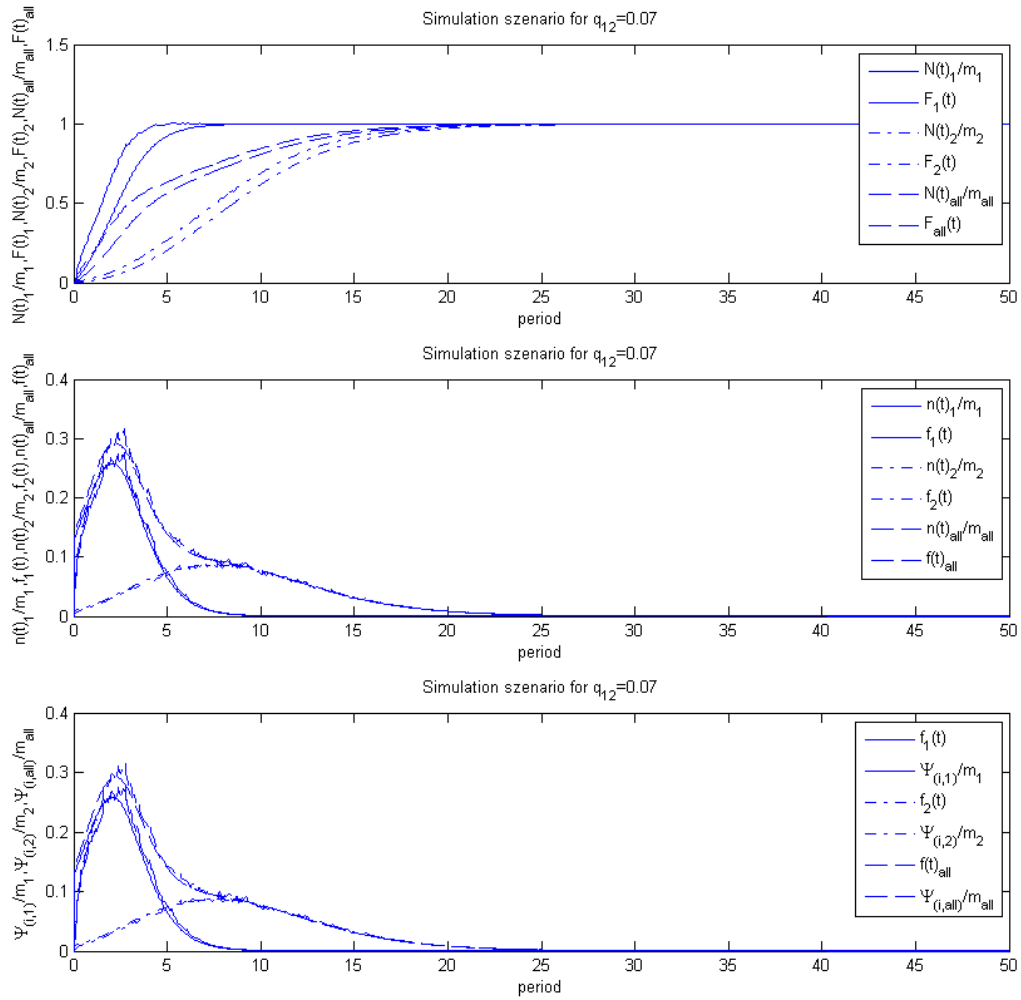 Simulation szenario for q12=0.07
N(t)1/m1,F(t)1,N(t)2/m2,F(t)2,N(t)all/mall,F(t)all
1.5
1
0.5
0
N(t)1/m1
F1(t)
N(t)2/m2
F2(t)
N(t)all/mall
Fall(t)
0 5 10 15 20 25 30 35 40 45 50
period
Simulation szenario for q12=0.07
n(t)1/m1,f1(t),n(t)2/m2,f2(t),n(t)all/mall,f(t)all
0.4
0.3
0.2
0.1
0
n(t)1/m1
f1(t)
n(t)2/m2
f2(t)
n(t)all/mall
f(t)all
0 5 10 15 20 25 30 35 40 45 50
period
Simulation szenario for q12=0.07
Ψ(i,1)/m1,Ψ(i,2)/m2,Ψ(i,all)/mall
0.4
0.3
0.2
0.1
0
f1(t)
Ψ(i,1)/m1
f2(t)
Ψ(i,2)/m2
f(t)all
Ψ(i,all)/mall
0 5 10 15 20 25 30 35 40 45 50
period